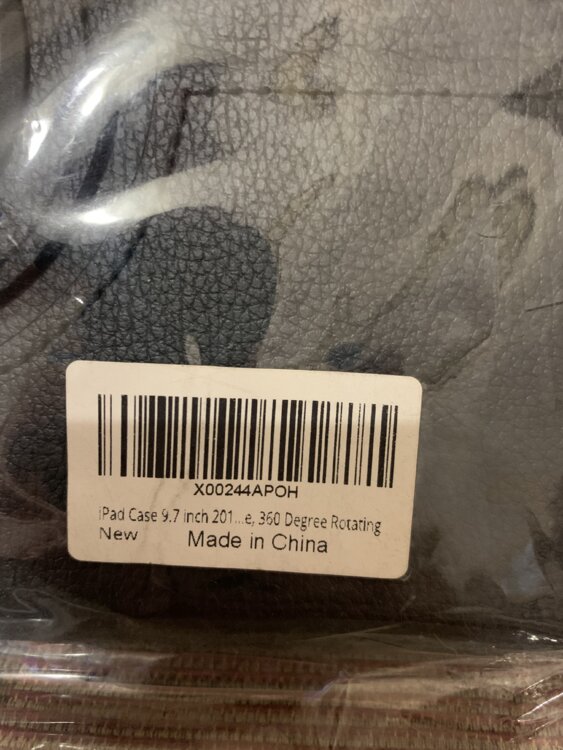 X00244APOH
iPad Case 9.7 inch 201...e, 360 Degree Rotating
New
Made in China